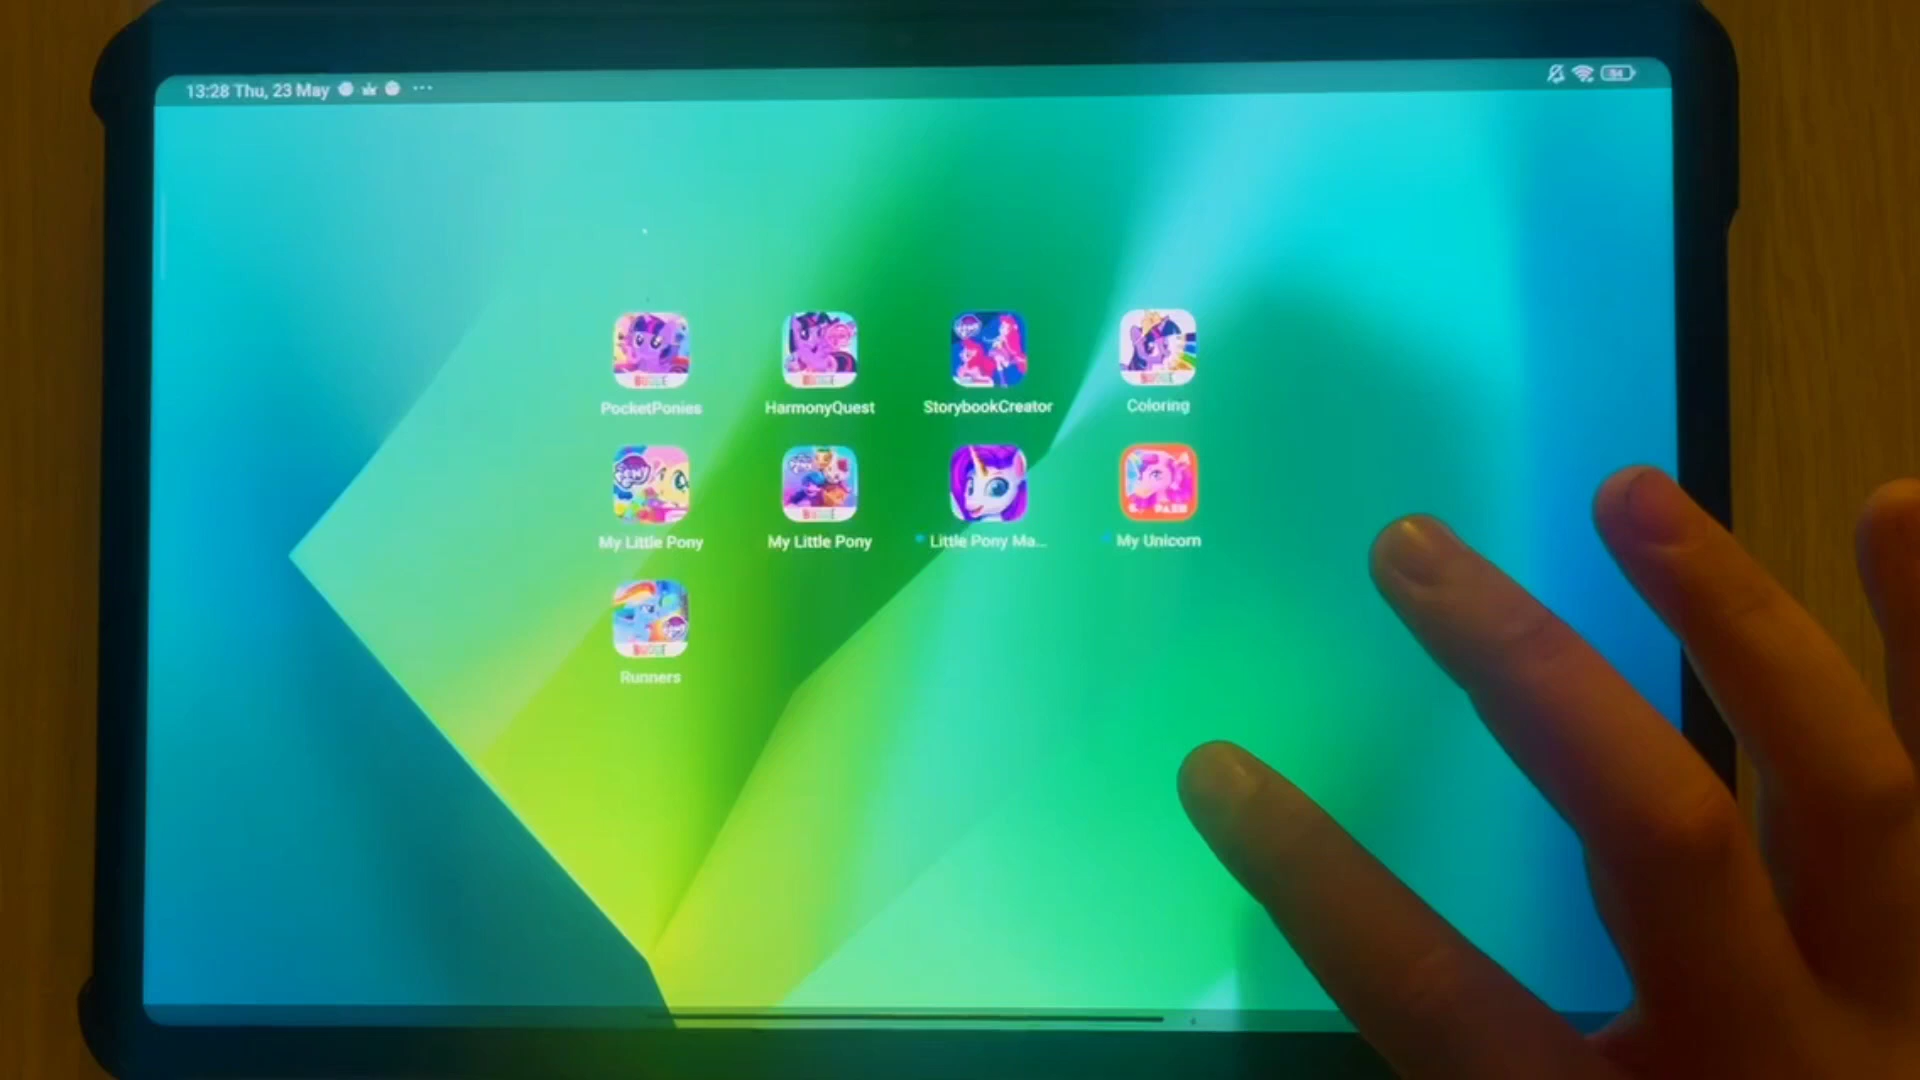 13:28 Thu, 23 May ...
54
PocketPonies HarmonyQuest StorybookCreator Coloring
My Little Pony My Little Pony Little Pony Ma... My Unicorn
Runners